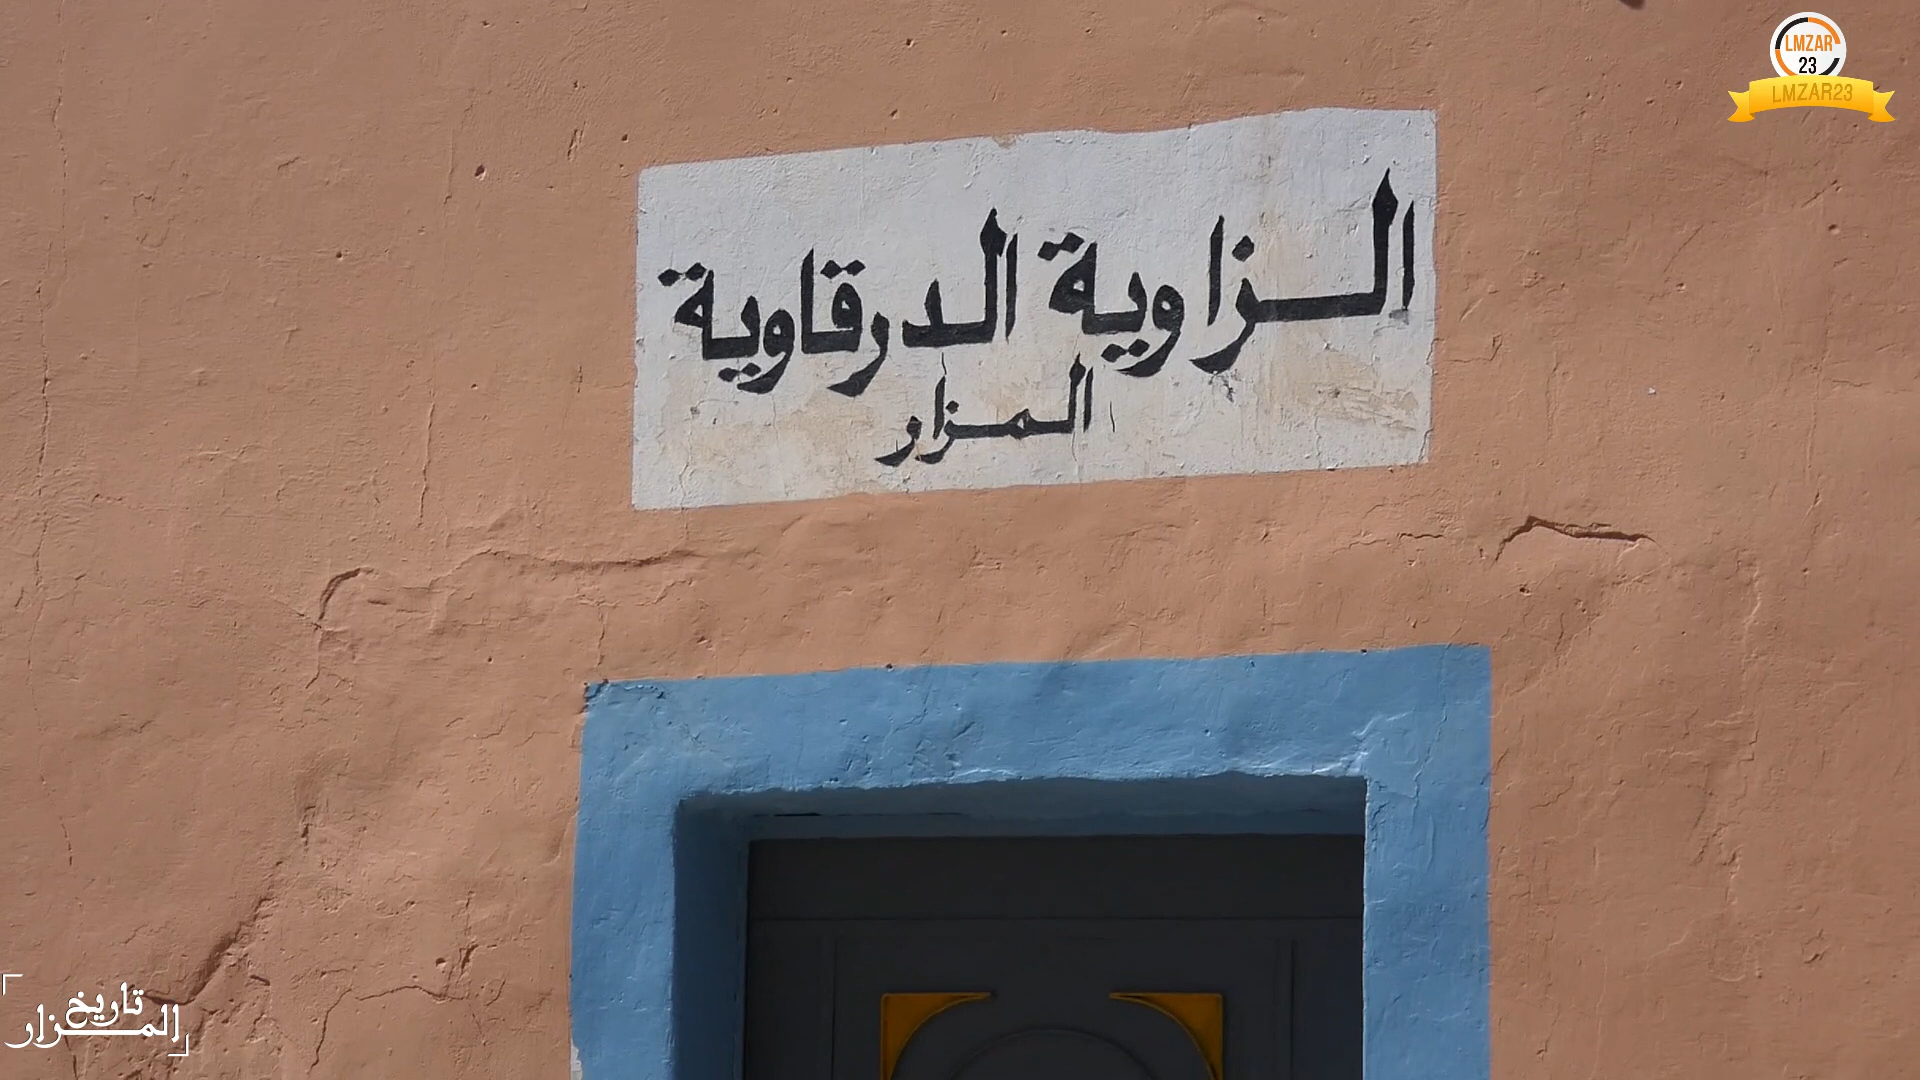 LMZAR
23
LMZAR23
الزاوية الدرقاوية
المزار
تاريخ
المزار